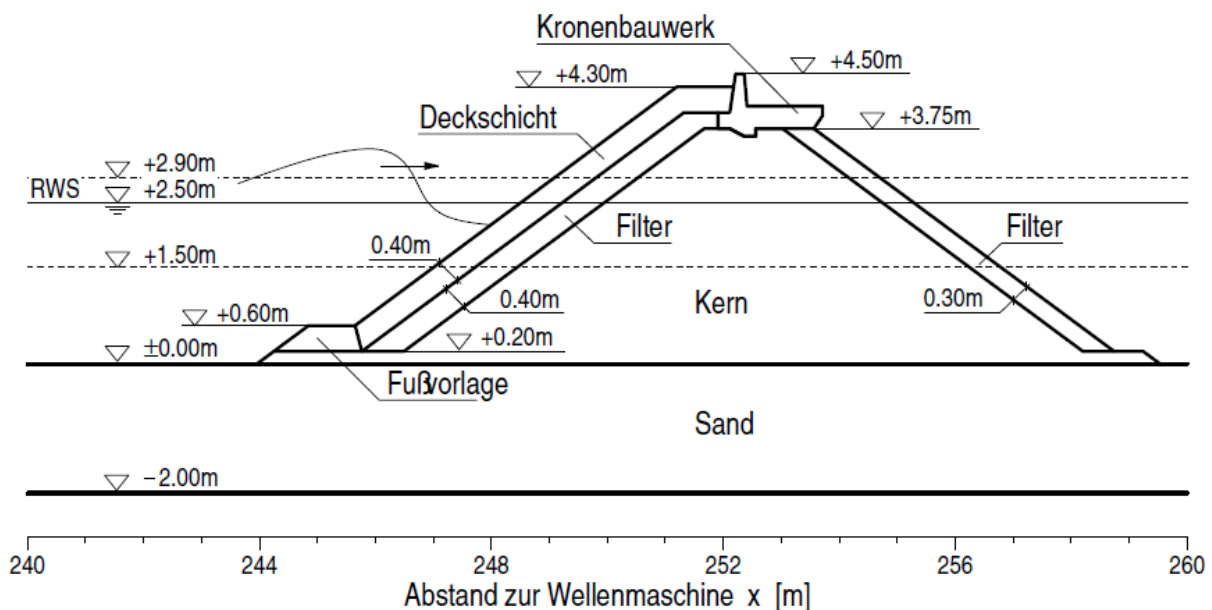 Kronenbauwerk
+4.50m
+4.30m
Deckschicht
+3.75m
+2.90m
RWS
+2.50m
Filter
Filter
+1.50m
0.40m
0.40m
Kern
0.30m
+0.60m
+0.20m
±0.00m
Fußvorlage
Sand
−2.00m
240 244 248 252 256 260
Abstand zur Wellenmaschine x [m]